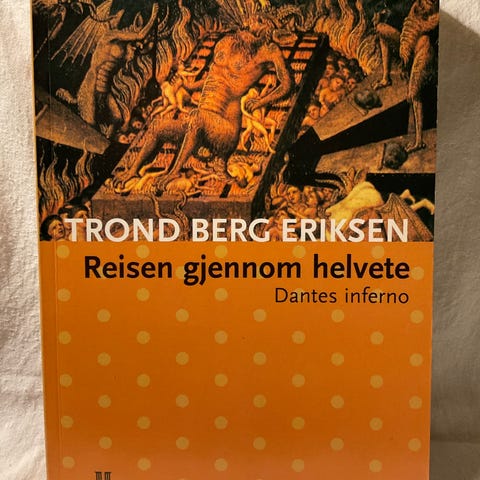 TROND BERG ERIKSEN
Reisen gjennom helvete
Dantes inferno